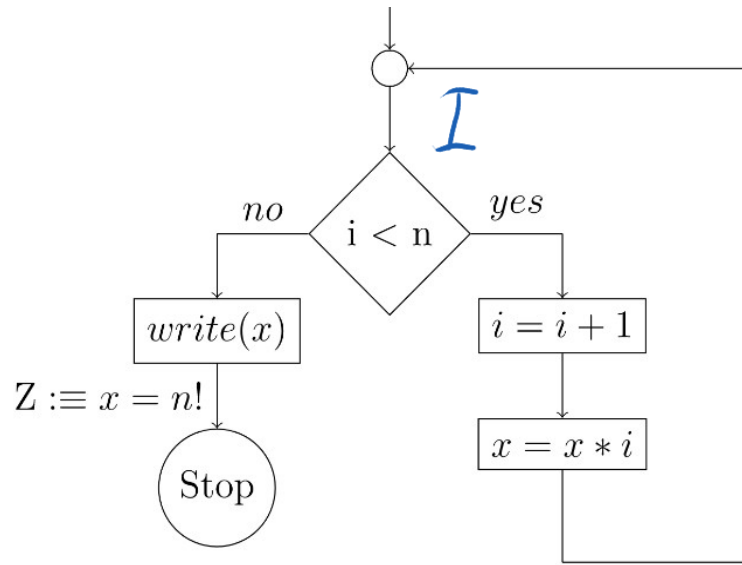 I
no
yes
i < n
write(x)
i = i + 1
Z :≡ x = n!
x = x * i
Stop